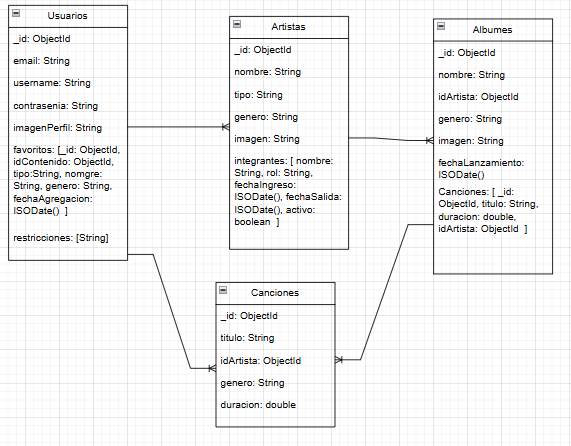 Usuarios
_id: ObjectId
email: String
username: String
contrasenia: String
imagenPerfil: String
favoritos: [_id: ObjectId,
idContenido: ObjectId,
tipo:String, nomgre:
String, genero: String,
fechaAgregacion:
ISODate() ]
restricciones: [String]
Artistas
_id: ObjectId
nombre: String
tipo: String
genero: String
imagen: String
integrantes: [ nombre:
String, rol: String,
fechaIngreso:
ISODate(), fechaSalida:
ISODate(), activo:
boolean ]
Albumes
_id: ObjectId
nombre: String
idArtista: ObjectId
genero: String
imagen: String
fechaLanzamiento:
ISODate()
Canciones: [ _id:
ObjectId, titulo: String,
duracion: double,
idArtista: ObjectId ]
Canciones
_id: ObjectId
titulo: String
idArtista: ObjectId
genero: String
duracion: double